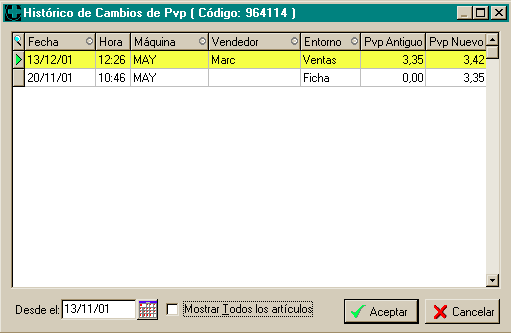 Histórico de Cambios de Pvp ( Código: 964114 )
Fecha Hora Máquina Vendedor Entorno Pvp Antiguo Pvp Nuevo
13/12/01 12:26 MAY Marc Ventas 3,35 3,42
20/11/01 10:46 MAY Ficha 0,00 3,35
Desde el: 13/11/01 Mostrar Todos los artículos Aceptar Cancelar